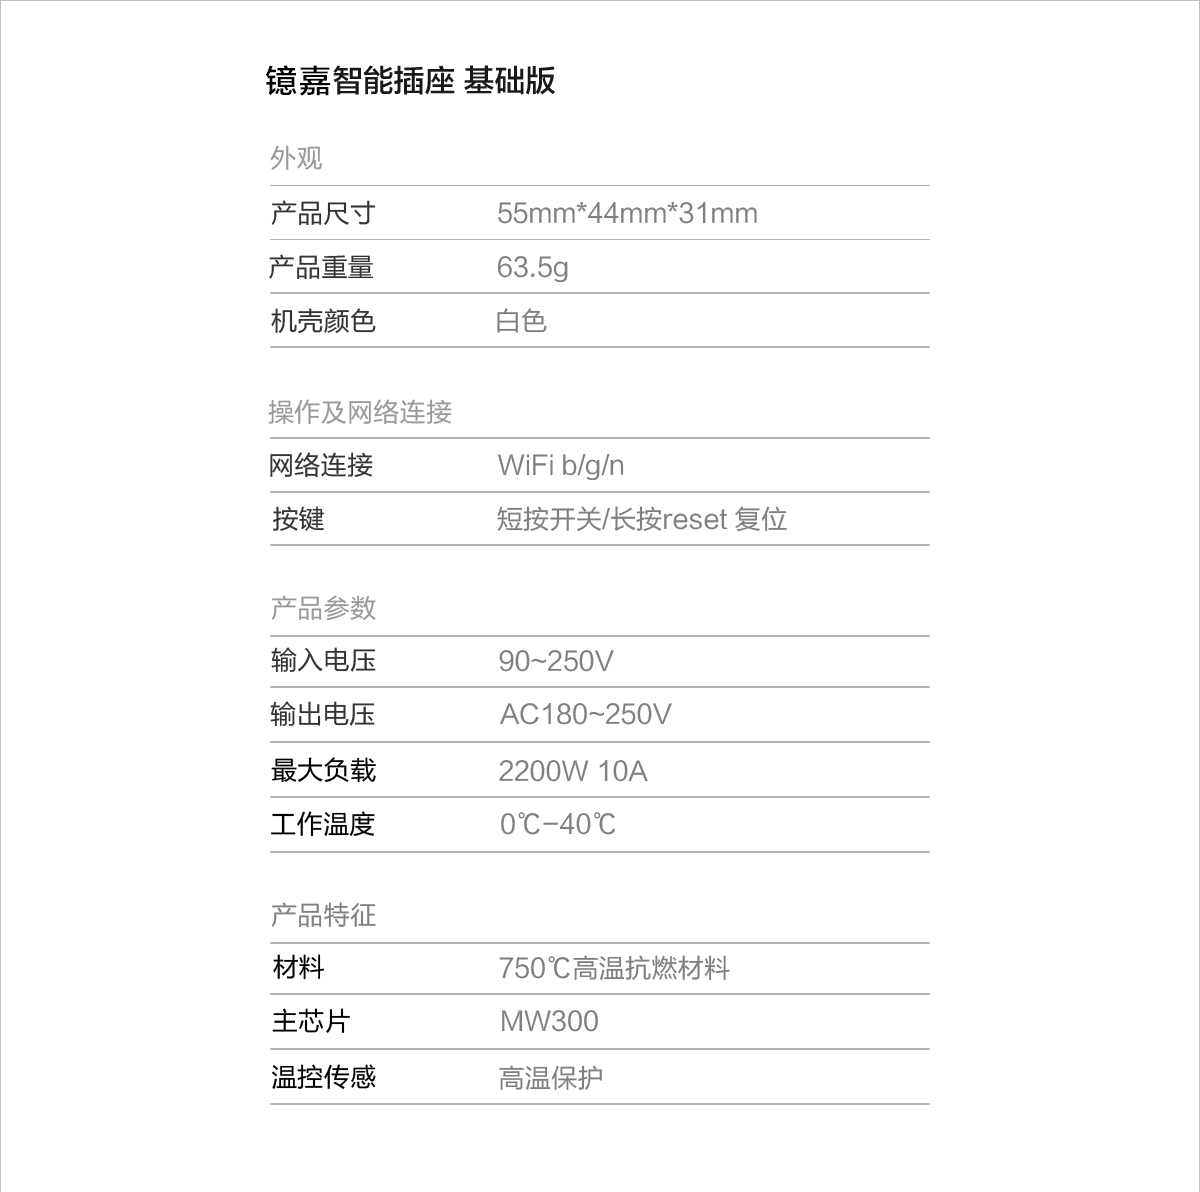 镱嘉智能插座 基础版
外观
产品尺寸 55mm*44mm*31mm
产品重量 63.5g
机壳颜色 白色
操作及网络连接
网络连接 WiFi b/g/n
按键 短按开关/长按reset 复位
产品参数
输入电压 90~250V
输出电压 AC180~250V
最大负载 2200W 10A
工作温度 0℃-40℃
产品特征
材料 750℃高温抗燃材料
主芯片 MW300
温控传感 高温保护